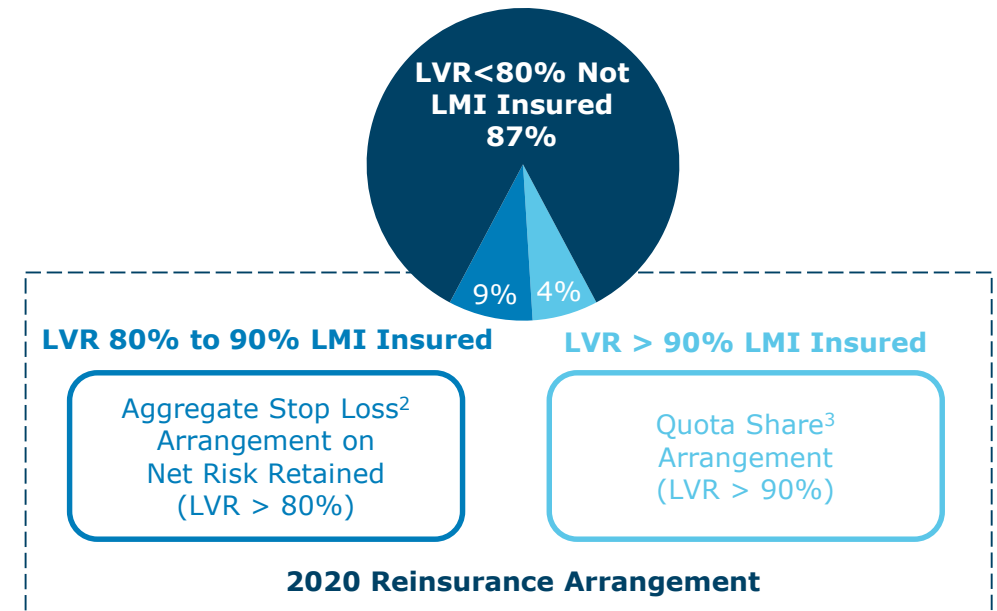 LVR<80% Not
LMI Insured
87%
9%
4%
LVR 80% to 90% LMI Insured
Aggregate Stop Loss²
Arrangement on
Net Risk Retained
(LVR > 80%)
LVR > 90% LMI Insured
Quota Share³
Arrangement
(LVR > 90%)
2020 Reinsurance Arrangement